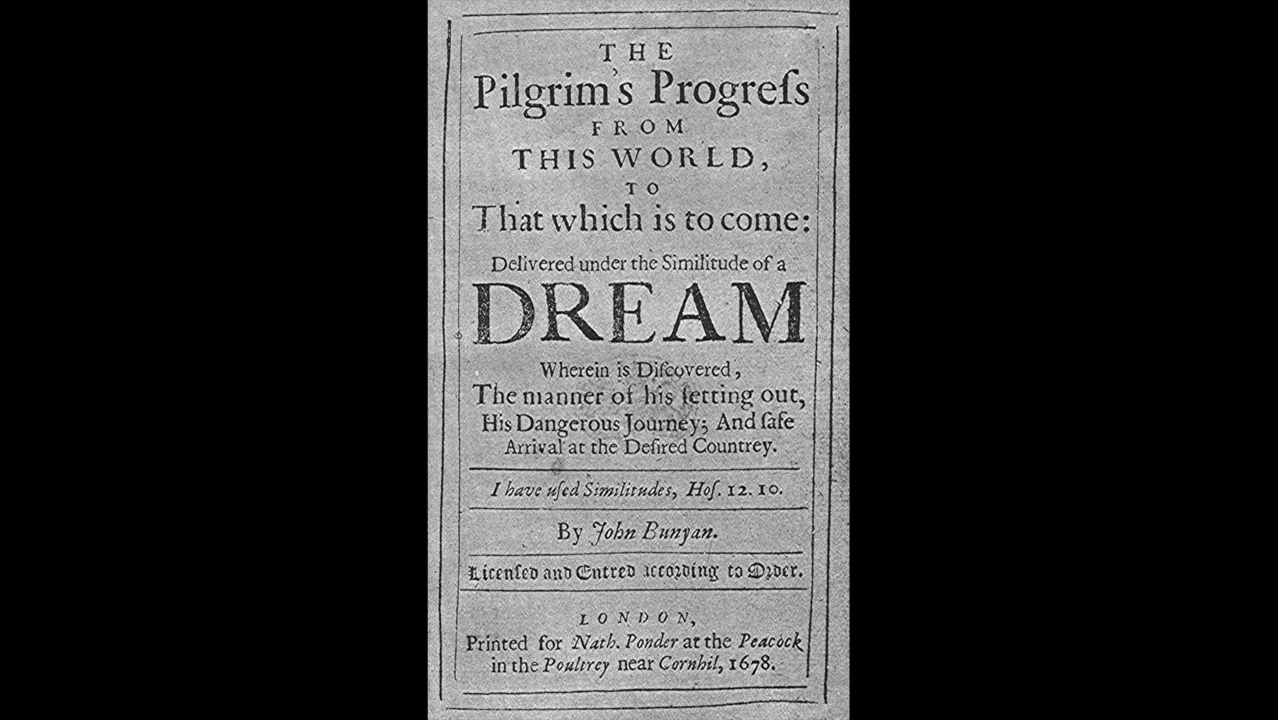 THE
Pilgrim's Progreſs
FROM
THIS WORLD,
TO
That which is to come:
Delivered under the Similitude of a
DREAM
Wherein is Diſcovered,
The manner of his ſetting out,
His Dangerous Journey; And ſafe
Arrival at the Deſired Countrey.
I have uſed Similitudes, Hoſ. 12. 10.
By John Bunyan.
Licenſed and Entred according to Order.
LONDON,
Printed for Nath. Ponder at the Peacock
in the Poultrey near Cornhil, 1678.